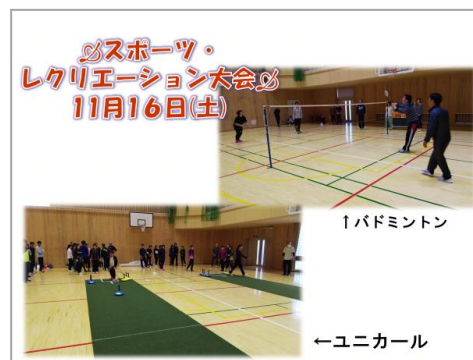 スポーツ・
レクリエーション大会
11月16日(土)
↑バドミントン
←ユニカール